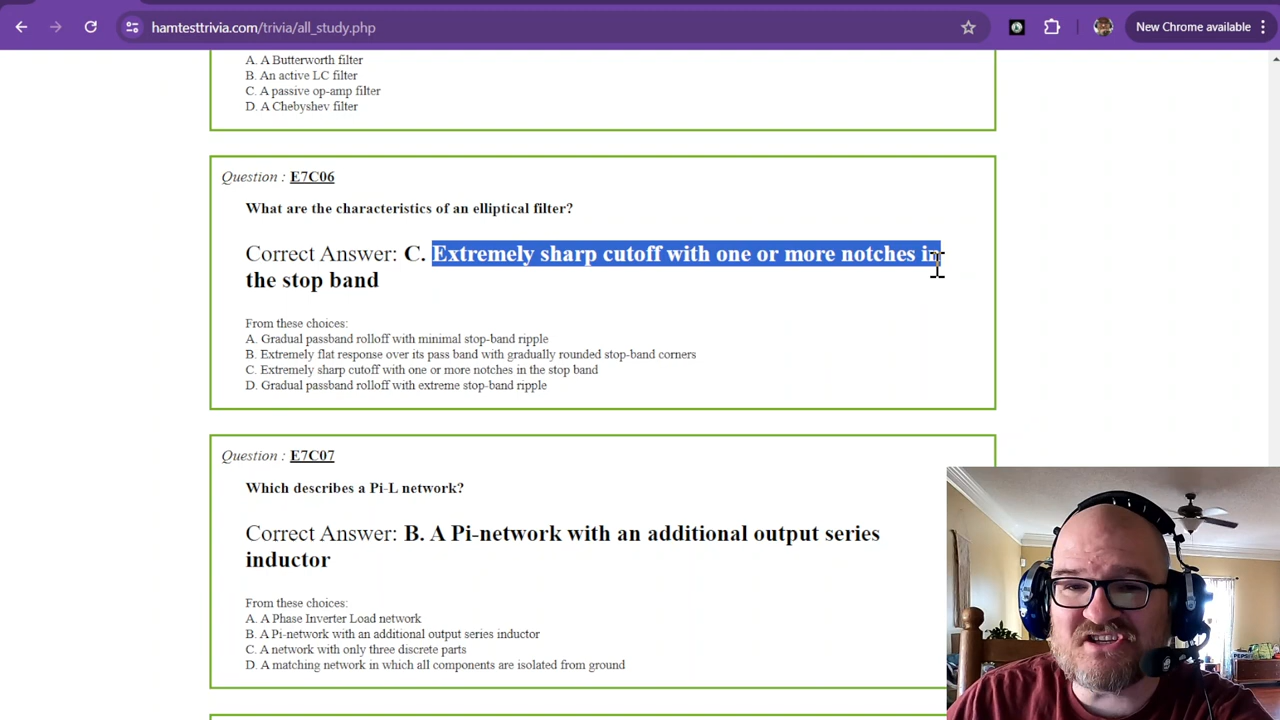 hamtesttrivia.com/trivia/all_study.php
New Chrome available
A. A Butterworth filter
B. An active LC filter
C. A passive op-amp filter
D. A Chebyshev filter
Question : E7C06
What are the characteristics of an elliptical filter?
Correct Answer: C. Extremely sharp cutoff with one or more notches in
the stop band
From these choices:
A. Gradual passband rolloff with minimal stop-band ripple
B. Extremely flat response over its pass band with gradually rounded stop-band corners
C. Extremely sharp cutoff with one or more notches in the stop band
D. Gradual passband rolloff with extreme stop-band ripple
Question : E7C07
Which describes a Pi-L network?
Correct Answer: B. A Pi-network with an additional output series
inductor
From these choices:
A. A Phase Inverter Load network
B. A Pi-network with an additional output series inductor
C. A network with only three discrete parts
D. A matching network in which all components are isolated from ground